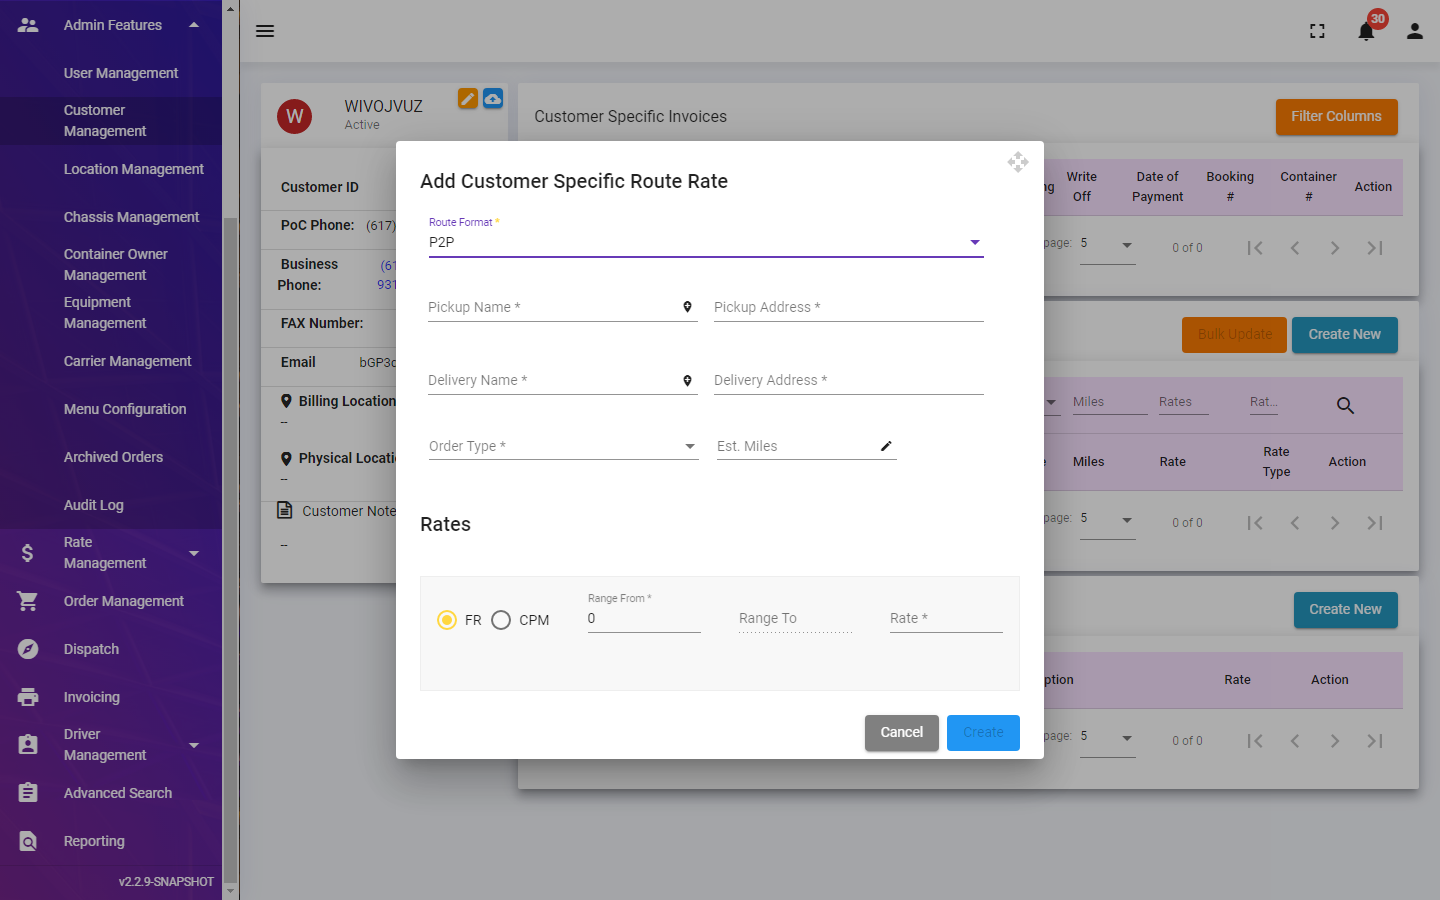 Admin Features
User Management
Customer
Management
Location Management
Chassis Management
Container Owner
Management
Equipment
Management
Carrier Management
Menu Configuration
Archived Orders
Audit Log
Rate
Management
Order Management
Dispatch
Invoicing
Driver
Management
Advanced Search
Reporting
v2.2.9-SNAPSHOT
30
W
WIVOJVUZ
Active
Customer ID
PoC Phone: (617)
Business
Phone:
(61
931
FAX Number:
Email
Billing Location
--
Physical Locati
--
Customer Note
--
Customer Specific Invoices
Filter Columns
Write
Off
Date of
Payment
Booking
#
Container
#
Action
page: 5 0 of 0
Bulk Update
Create New
Miles Rates Rat...
Miles Rate
Rate
Type
Action
page: 5 0 of 0
Create New
ption Rate Action
page: 5 0 of 0
Add Customer Specific Route Rate
Route Format *
P2P
Pickup Name * Pickup Address *
Delivery Name * Delivery Address *
Order Type * Est. Miles
Rates
FR CPM
Range From *
0
Range To
Rate *
Cancel Create